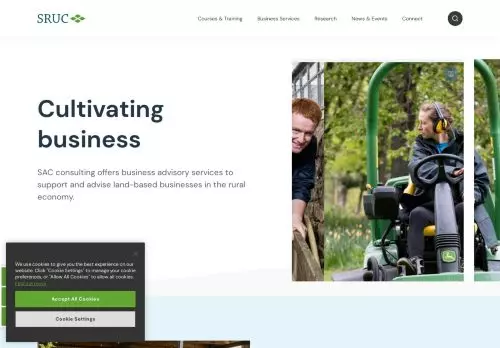 SRUC
Courses & Training
Business Services
Research
News & Events
Connect
Cultivating
business
SAC consulting offers business advisory services to
support and advise land-based businesses in the rural
economy.
We use cookies to give you the best experience on our
website. Click "Cookie Settings" to manage your cookie
preferences, or "Allow All Cookies" to allow all cookies.
Find out more
Accept All Cookies
Cookie Settings